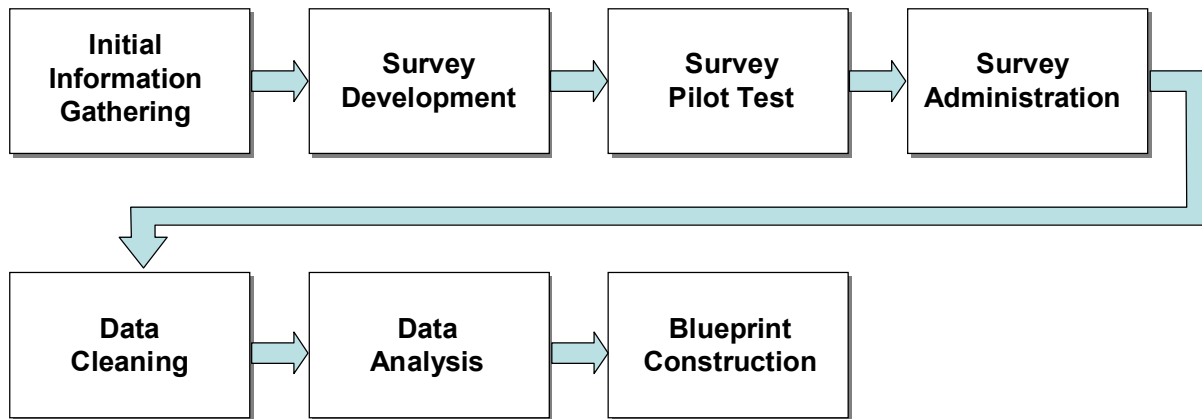 Initial
Information
Gathering
Survey
Development
Survey
Pilot Test
Survey
Administration
Data
Cleaning
Data
Analysis
Blueprint
Construction